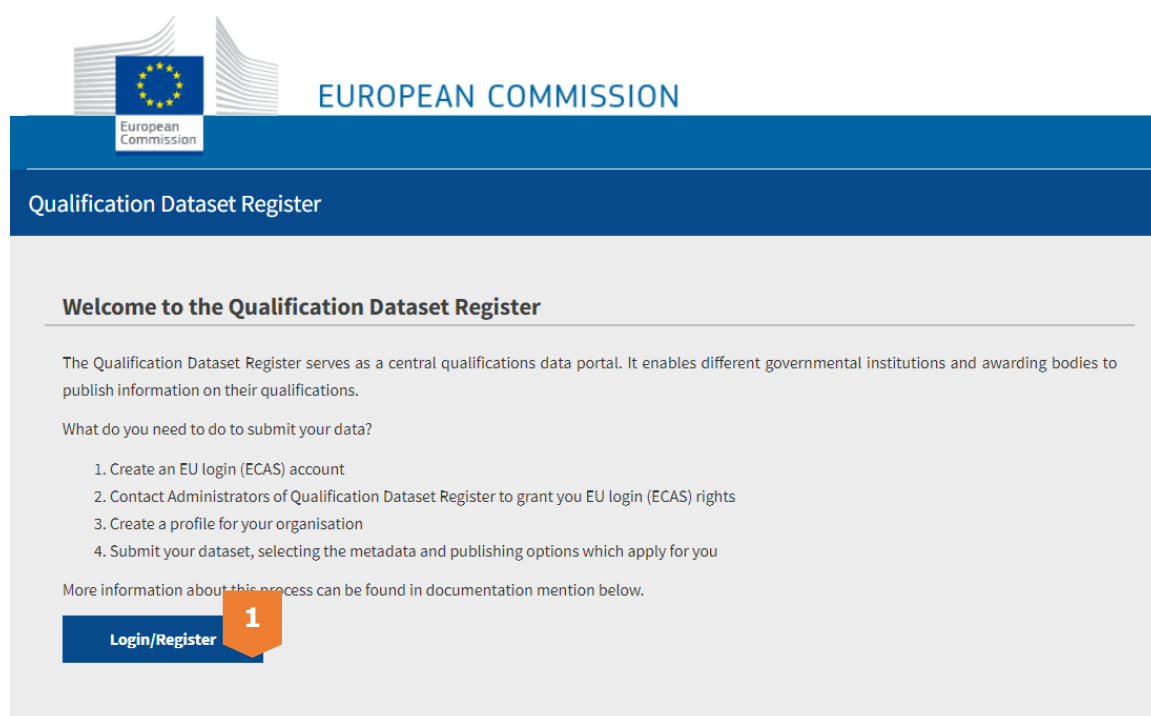 EUROPEAN COMMISSION
European
Commission
Qualification Dataset Register
Welcome to the Qualification Dataset Register
The Qualification Dataset Register serves as a central qualifications data portal. It enables different governmental institutions and awarding bodies to
publish information on their qualifications.
What do you need to do to submit your data?
1. Create an EU login (ECAS) account
2. Contact Administrators of Qualification Dataset Register to grant you EU login (ECAS) rights
3. Create a profile for your organisation
4. Submit your dataset, selecting the metadata and publishing options which apply for you
More information about this process can be found in documentation mention below.
1
Login/Register